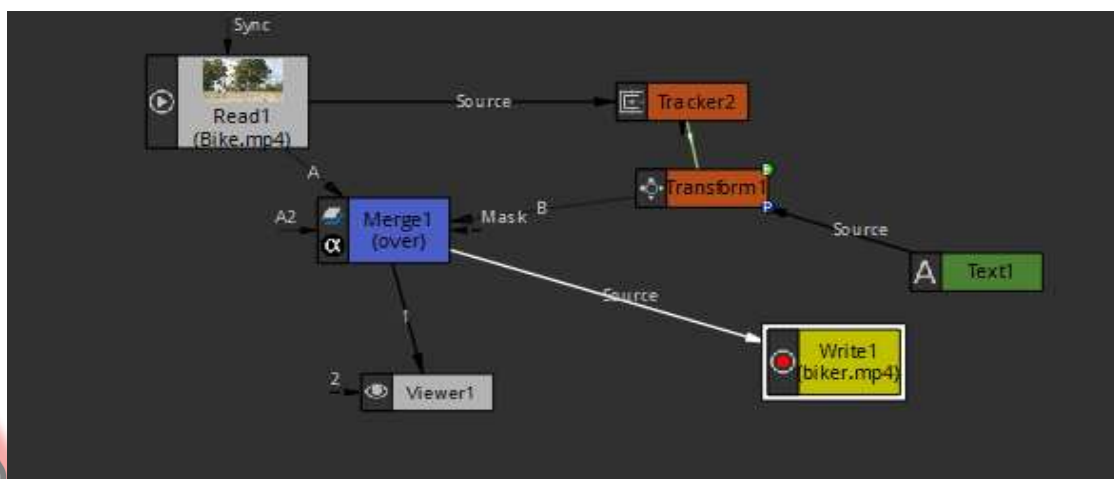 Sync
Read1
(Bike.mp4)
Source
Tracker2
A
Transform1
P
A2
Merge1
(over)
Mask
B
Source
A
Text1
Source
1
Write1
(biker.mp4)
2
Viewer1